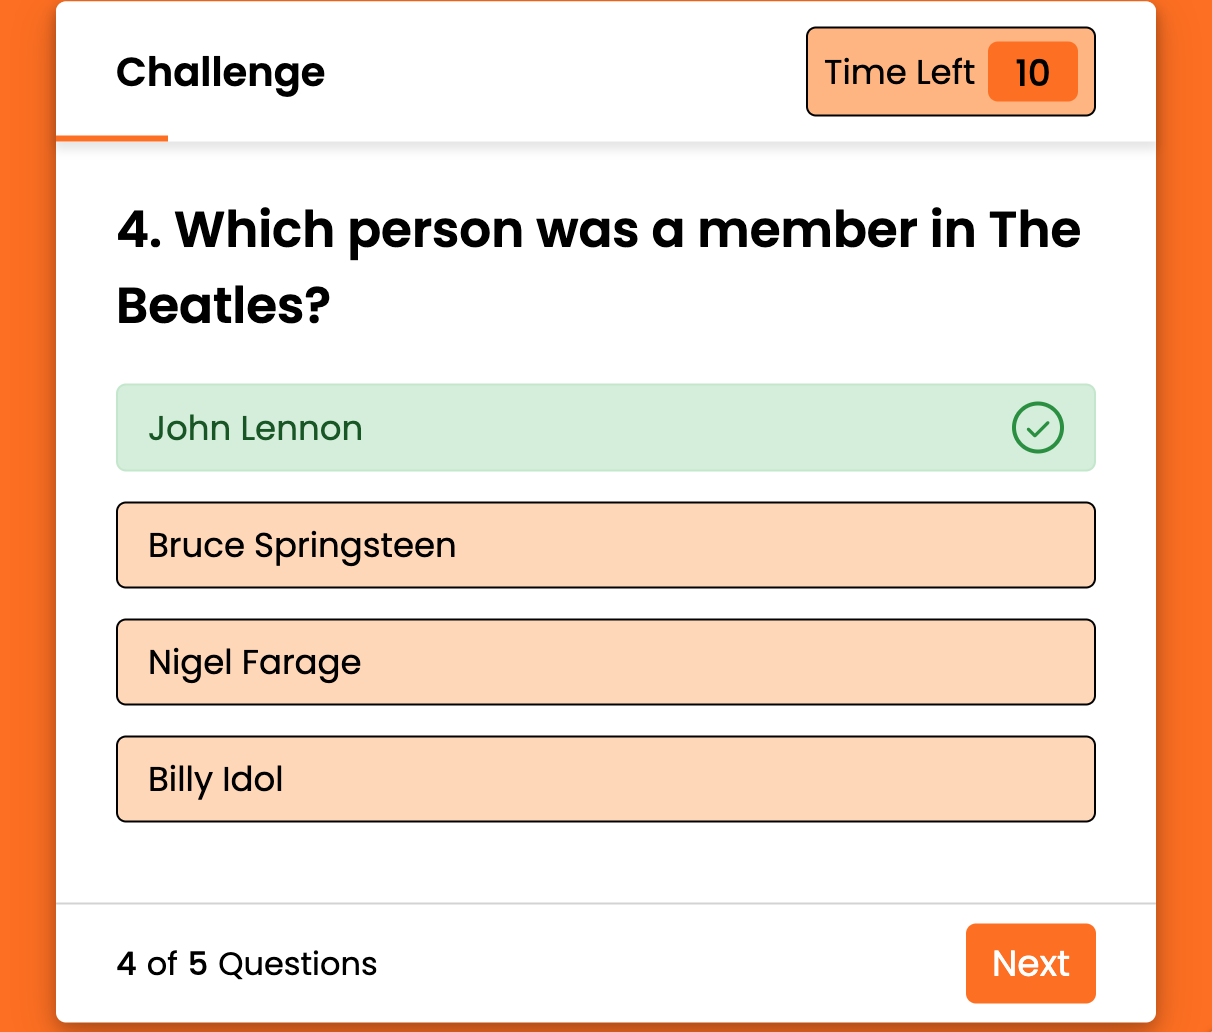 Challenge
Time Left 10
4. Which person was a member in The
Beatles?
John Lennon
Bruce Springsteen
Nigel Farage
Billy Idol
4 of 5 Questions
Next